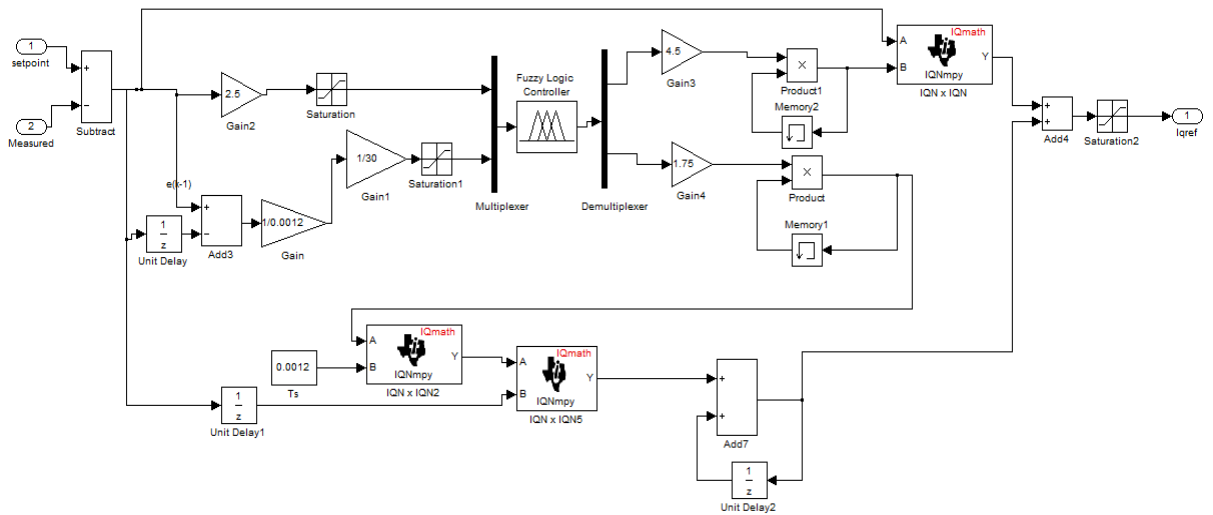 1
setpoint
2
Measured
+
−
Subtract
2.5
Gain2
Saturation
1/30
Gain1
Saturation1
e(k-1)
1
z
Unit Delay
+
−
Add3
1/0.0012
Gain
Multiplexer
Fuzzy Logic
Controller
Demultiplexer
4.5
Gain3
×
Product1
Memory2
1.75
Gain4
×
Product
Memory1
IQmath
A
B
Y
IQNmpy
IQN x IQN
+
+
Add4
Saturation2
1
Iqref
0.0012
Ts
IQmath
A
B
Y
IQNmpy
IQN x IQN2
IQmath
A
B
Y
IQNmpy
IQN x IQN5
1
z
Unit Delay1
+
+
Add7
1
z
Unit Delay2